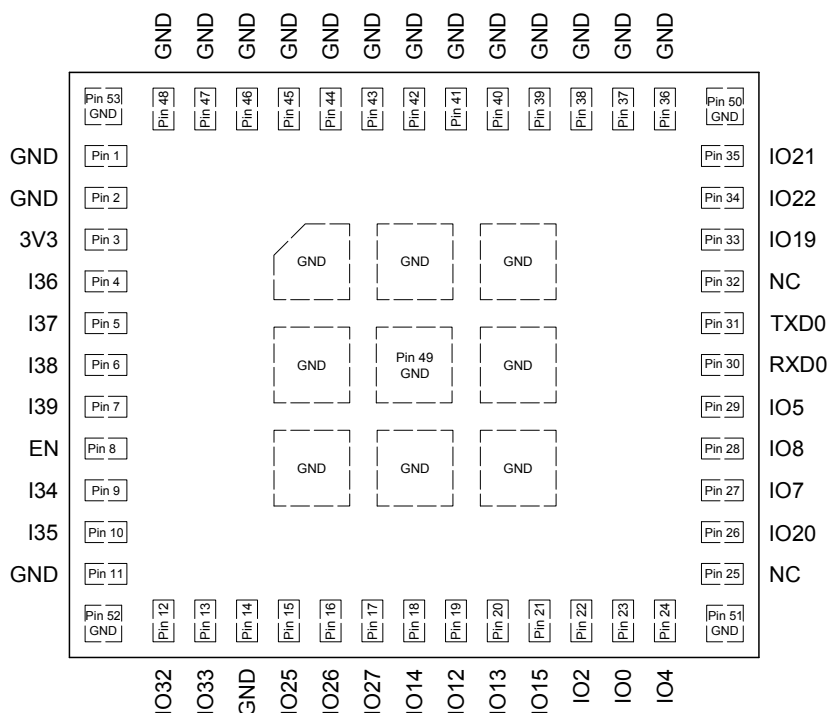 GND GND GND GND GND GND GND GND GND GND GND GND GND
Pin 53 GND
Pin 48 Pin 47 Pin 46 Pin 45 Pin 44 Pin 43 Pin 42 Pin 41 Pin 40 Pin 39 Pin 38 Pin 37 Pin 36
Pin 50 GND
GND Pin 1 Pin 35 IO21
GND Pin 2 Pin 34 IO22
3V3 Pin 3 Pin 33 IO19
GND GND GND
I36 Pin 4 Pin 32 NC
I37 Pin 5 Pin 31 TXD0
I38 Pin 6 Pin 30 RXD0
GND Pin 49 GND GND
I39 Pin 7 Pin 29 IO5
EN Pin 8 Pin 28 IO8
GND GND GND
I34 Pin 9 Pin 27 IO7
I35 Pin 10 Pin 26 IO20
GND Pin 11 Pin 25 NC
Pin 52 GND
Pin 12 Pin 13 Pin 14 Pin 15 Pin 16 Pin 17 Pin 18 Pin 19 Pin 20 Pin 21 Pin 22 Pin 23 Pin 24
Pin 51 GND
IO32 IO33 GND IO25 IO26 IO27 IO14 IO12 IO13 IO15 IO2 IO0 IO4